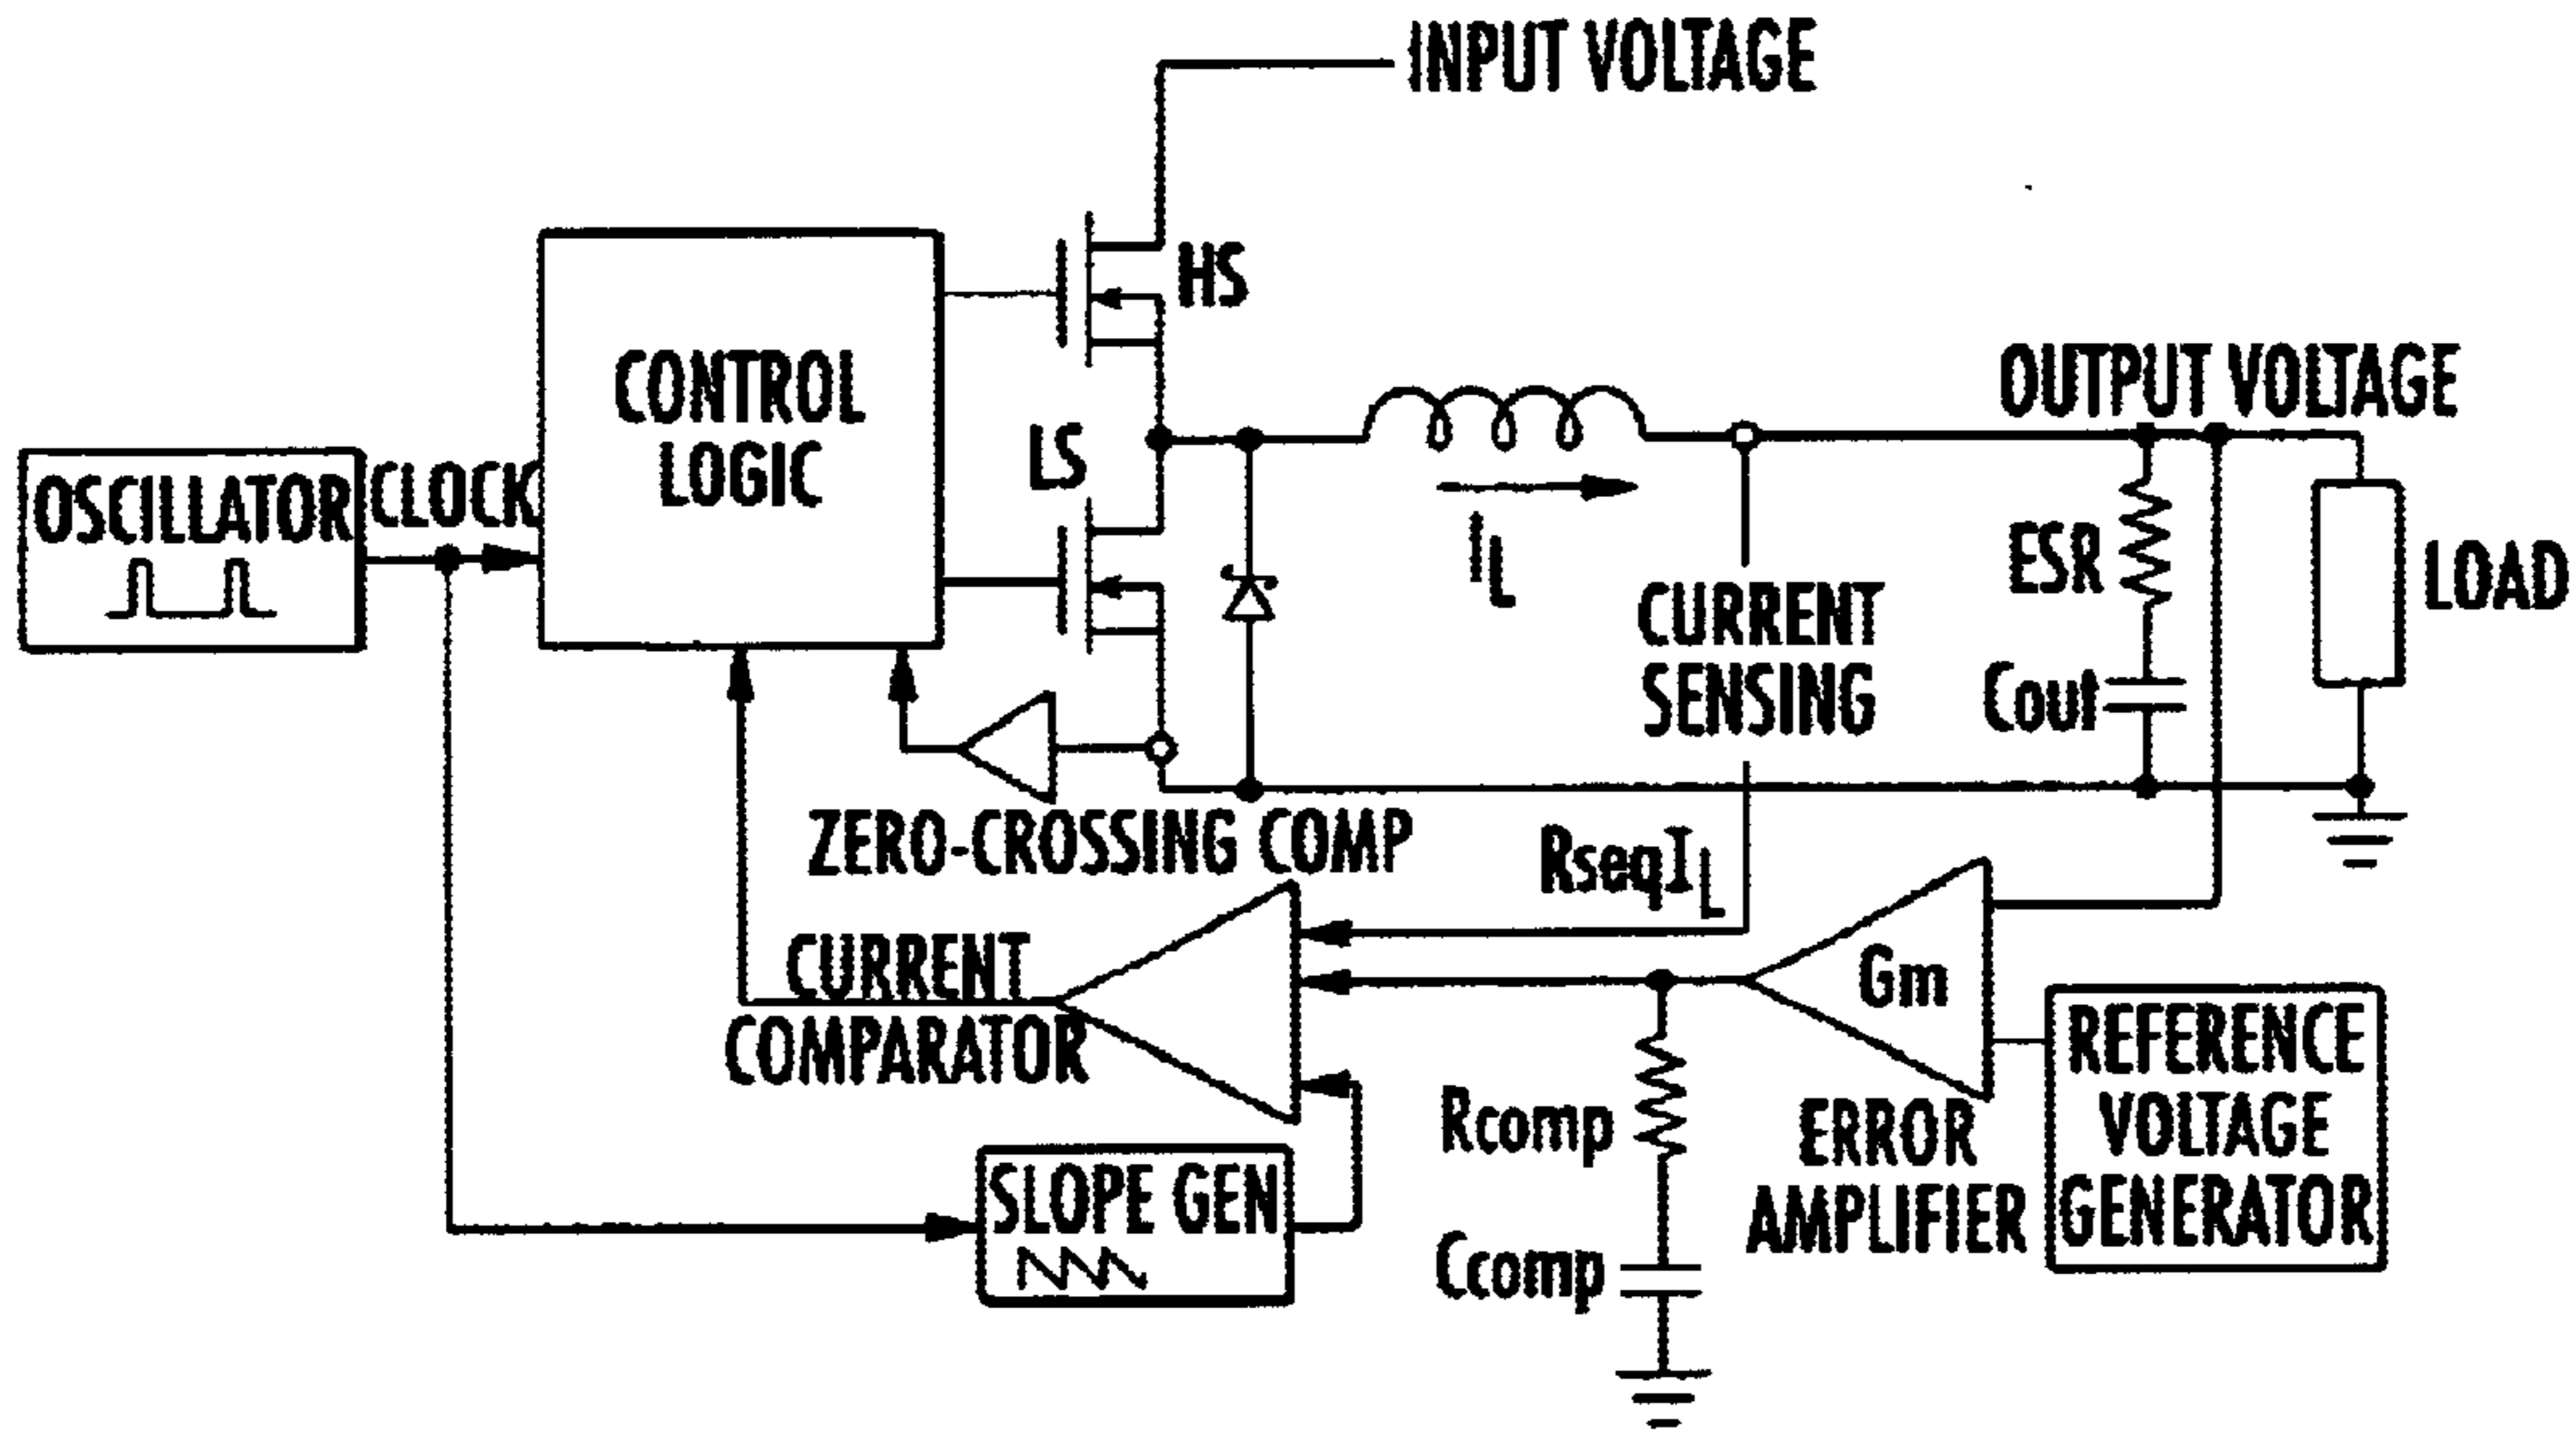 INPUT VOLTAGE
HS
CONTROL
LOGIC
OUTPUT VOLTAGE
LS
OSCILLATOR
CLOCK
IL
ESR
LOAD
CURRENT
SENSING
Cout
ZERO-CROSSING COMP
RseqIL
CURRENT
COMPARATOR
Gm
REFERENCE
VOLTAGE
GENERATOR
Rcomp
ERROR
AMPLIFIER
SLOPE GEN
Ccomp